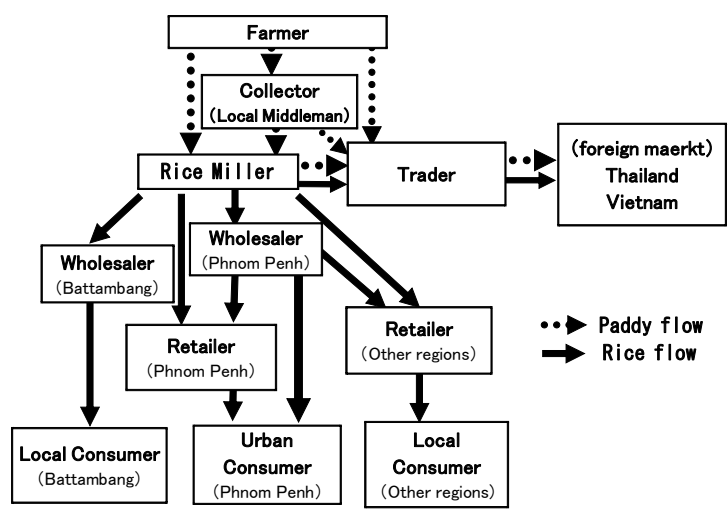 Farmer
Collector
(Local Middleman)
Rice Miller
Trader
(foreign maerkt)
Thailand
Vietnam
Wholesaler
(Phnom Penh)
Wholesaler
(Battambang)
Retailer
(Phnom Penh)
Retailer
(Other regions)
Paddy flow
Rice flow
Local Consumer
(Battambang)
Urban
Consumer
(Phnom Penh)
Local
Consumer
(Other regions)